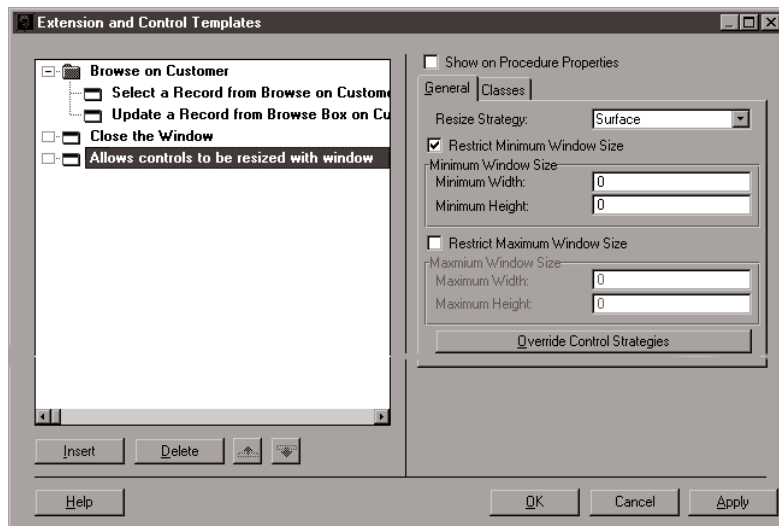 Extension and Control Templates
Browse on Customer
Select a Record from Browse on Custome
Update a Record from Browse Box on Cu
Close the Window
Allows controls to be resized with window
Insert
Delete
Show on Procedure Properties
General
Classes
Resize Strategy:
Surface
Restrict Minimum Window Size
Minimum Window Size
Minimum Width:
0
Minimum Height:
0
Restrict Maximum Window Size
Maxmium Window Size
Maximum Width:
0
Maximum Height:
0
Override Control Strategies
Help
OK
Cancel
Apply